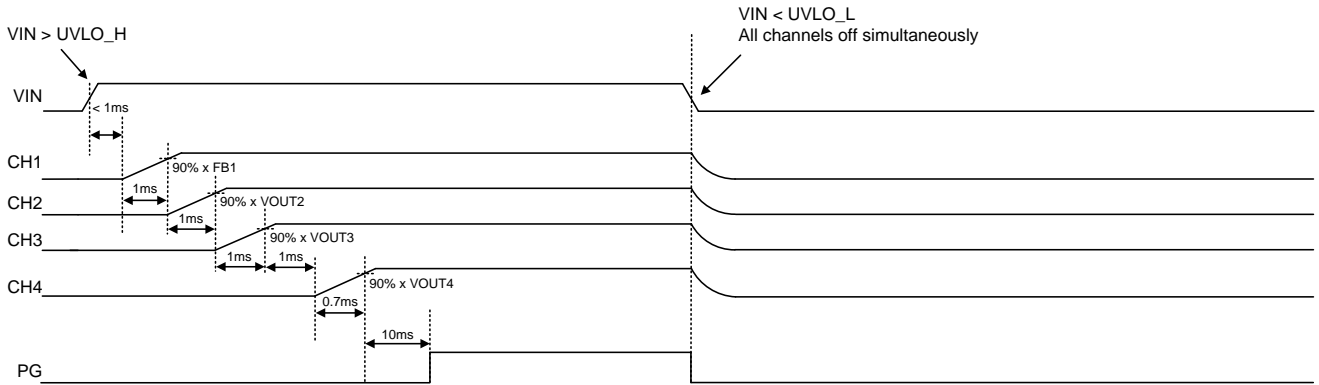 VIN > UVLO_H
VIN < UVLO_L
All channels off simultaneously
VIN
< 1ms
CH1
90% x FB1
1ms
CH2
90% x VOUT2
1ms
CH3
90% x VOUT3
1ms
1ms
CH4
90% x VOUT4
0.7ms
10ms
PG